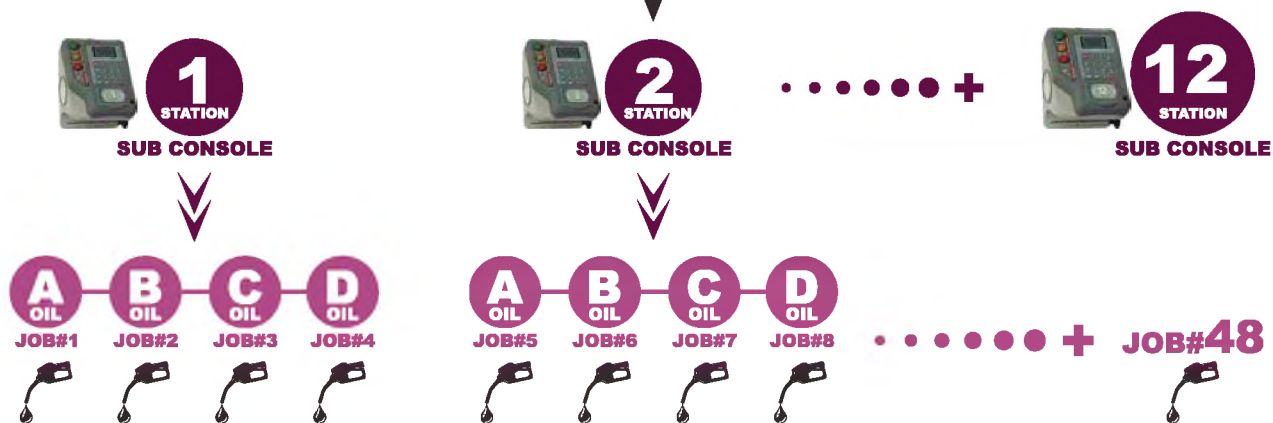 1
STATION
SUB CONSOLE
2
STATION
SUB CONSOLE
+
12
STATION
SUB CONSOLE
A
OIL
JOB#1
B
OIL
JOB#2
C
OIL
JOB#3
D
OIL
JOB#4
A
OIL
JOB#5
B
OIL
JOB#6
C
OIL
JOB#7
D
OIL
JOB#8
+
JOB#48